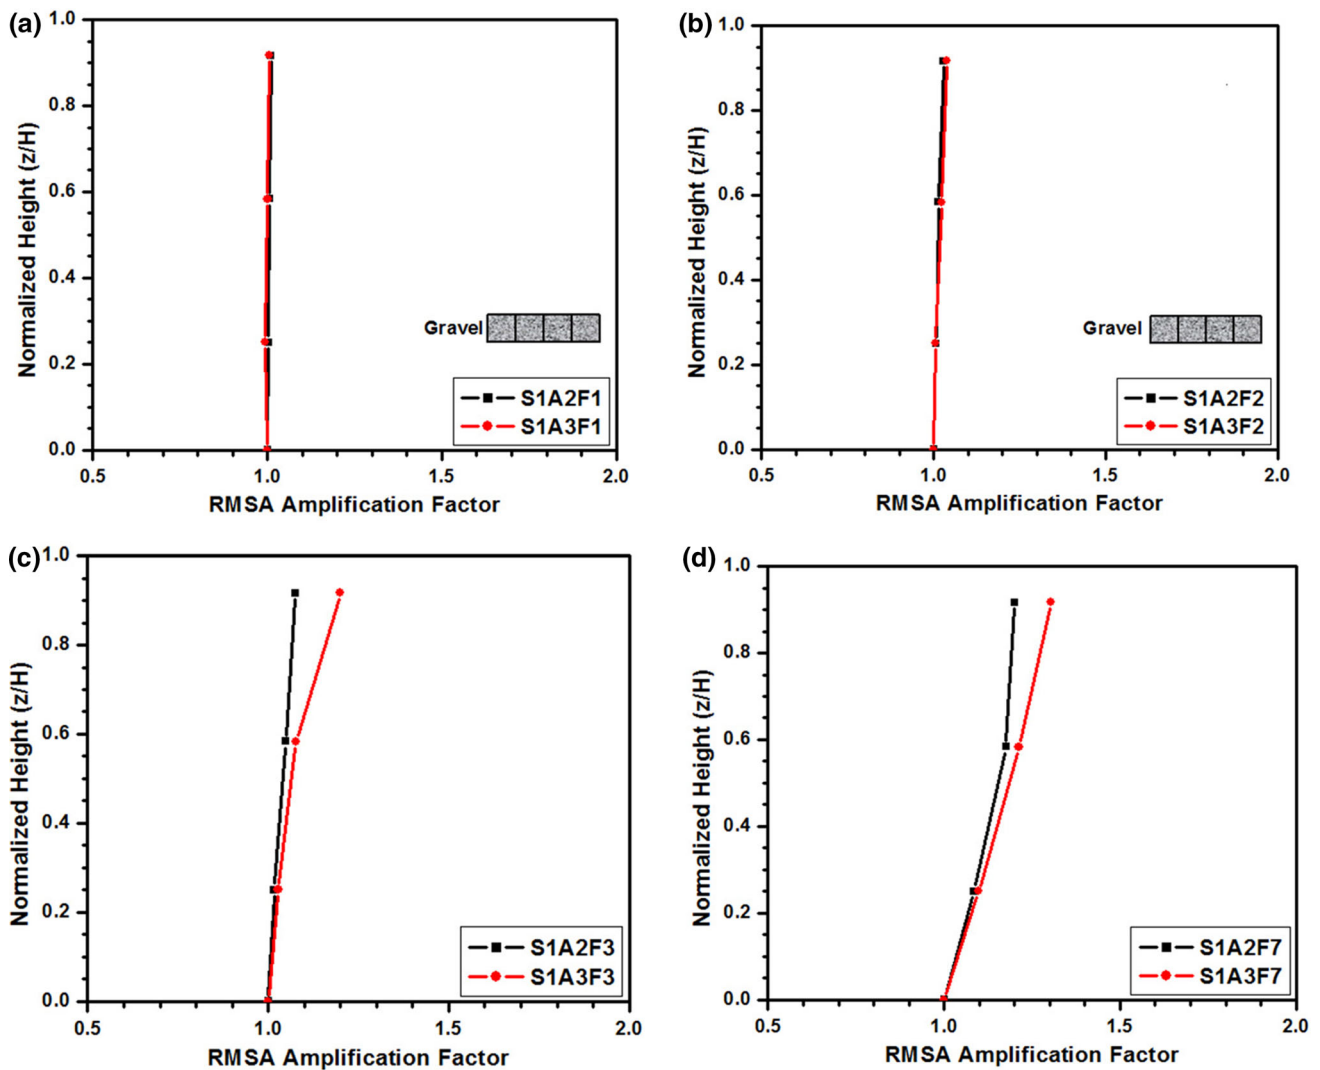 (a)
1.0
0.8
0.6
0.4
0.2
0.0
Normalized Height (z/H)
Gravel
S1A2F1
S1A3F1
0.5 1.0 1.5 2.0
RMSA Amplification Factor
(b)
1.0
0.8
0.6
0.4
0.2
0.0
Normalized Height (z/H)
Gravel
S1A2F2
S1A3F2
0.5 1.0 1.5 2.0
RMSA Amplification Factor
(c)
1.0
0.8
0.6
0.4
0.2
0.0
Normalized Height (z/H)
S1A2F3
S1A3F3
0.5 1.0 1.5 2.0
RMSA Amplification Factor
(d)
1.0
0.8
0.6
0.4
0.2
0.0
Normalized Height (z/H)
S1A2F7
S1A3F7
0.5 1.0 1.5 2.0
RMSA Amplification Factor